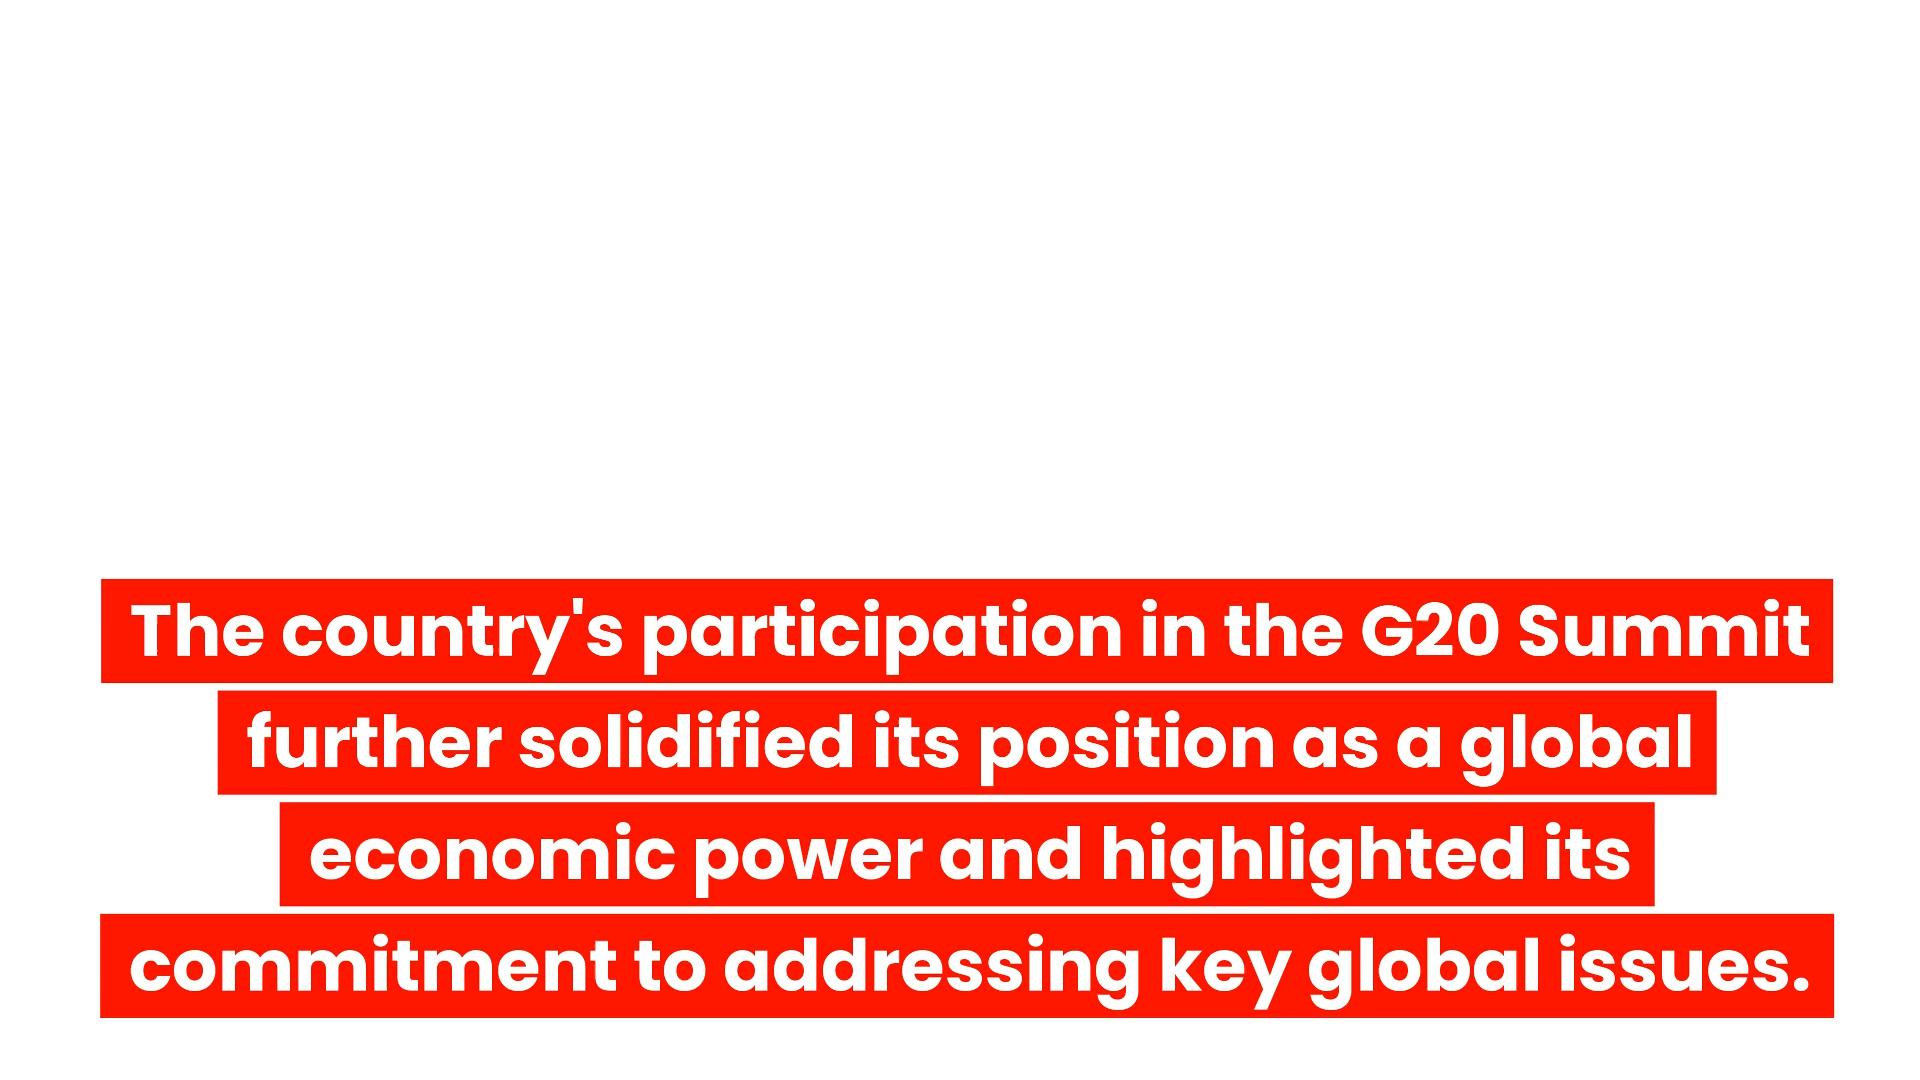 The country's participation in the G20 Summit
further solidified its position as a global
economic power and highlighted its
commitment to addressing key global issues.